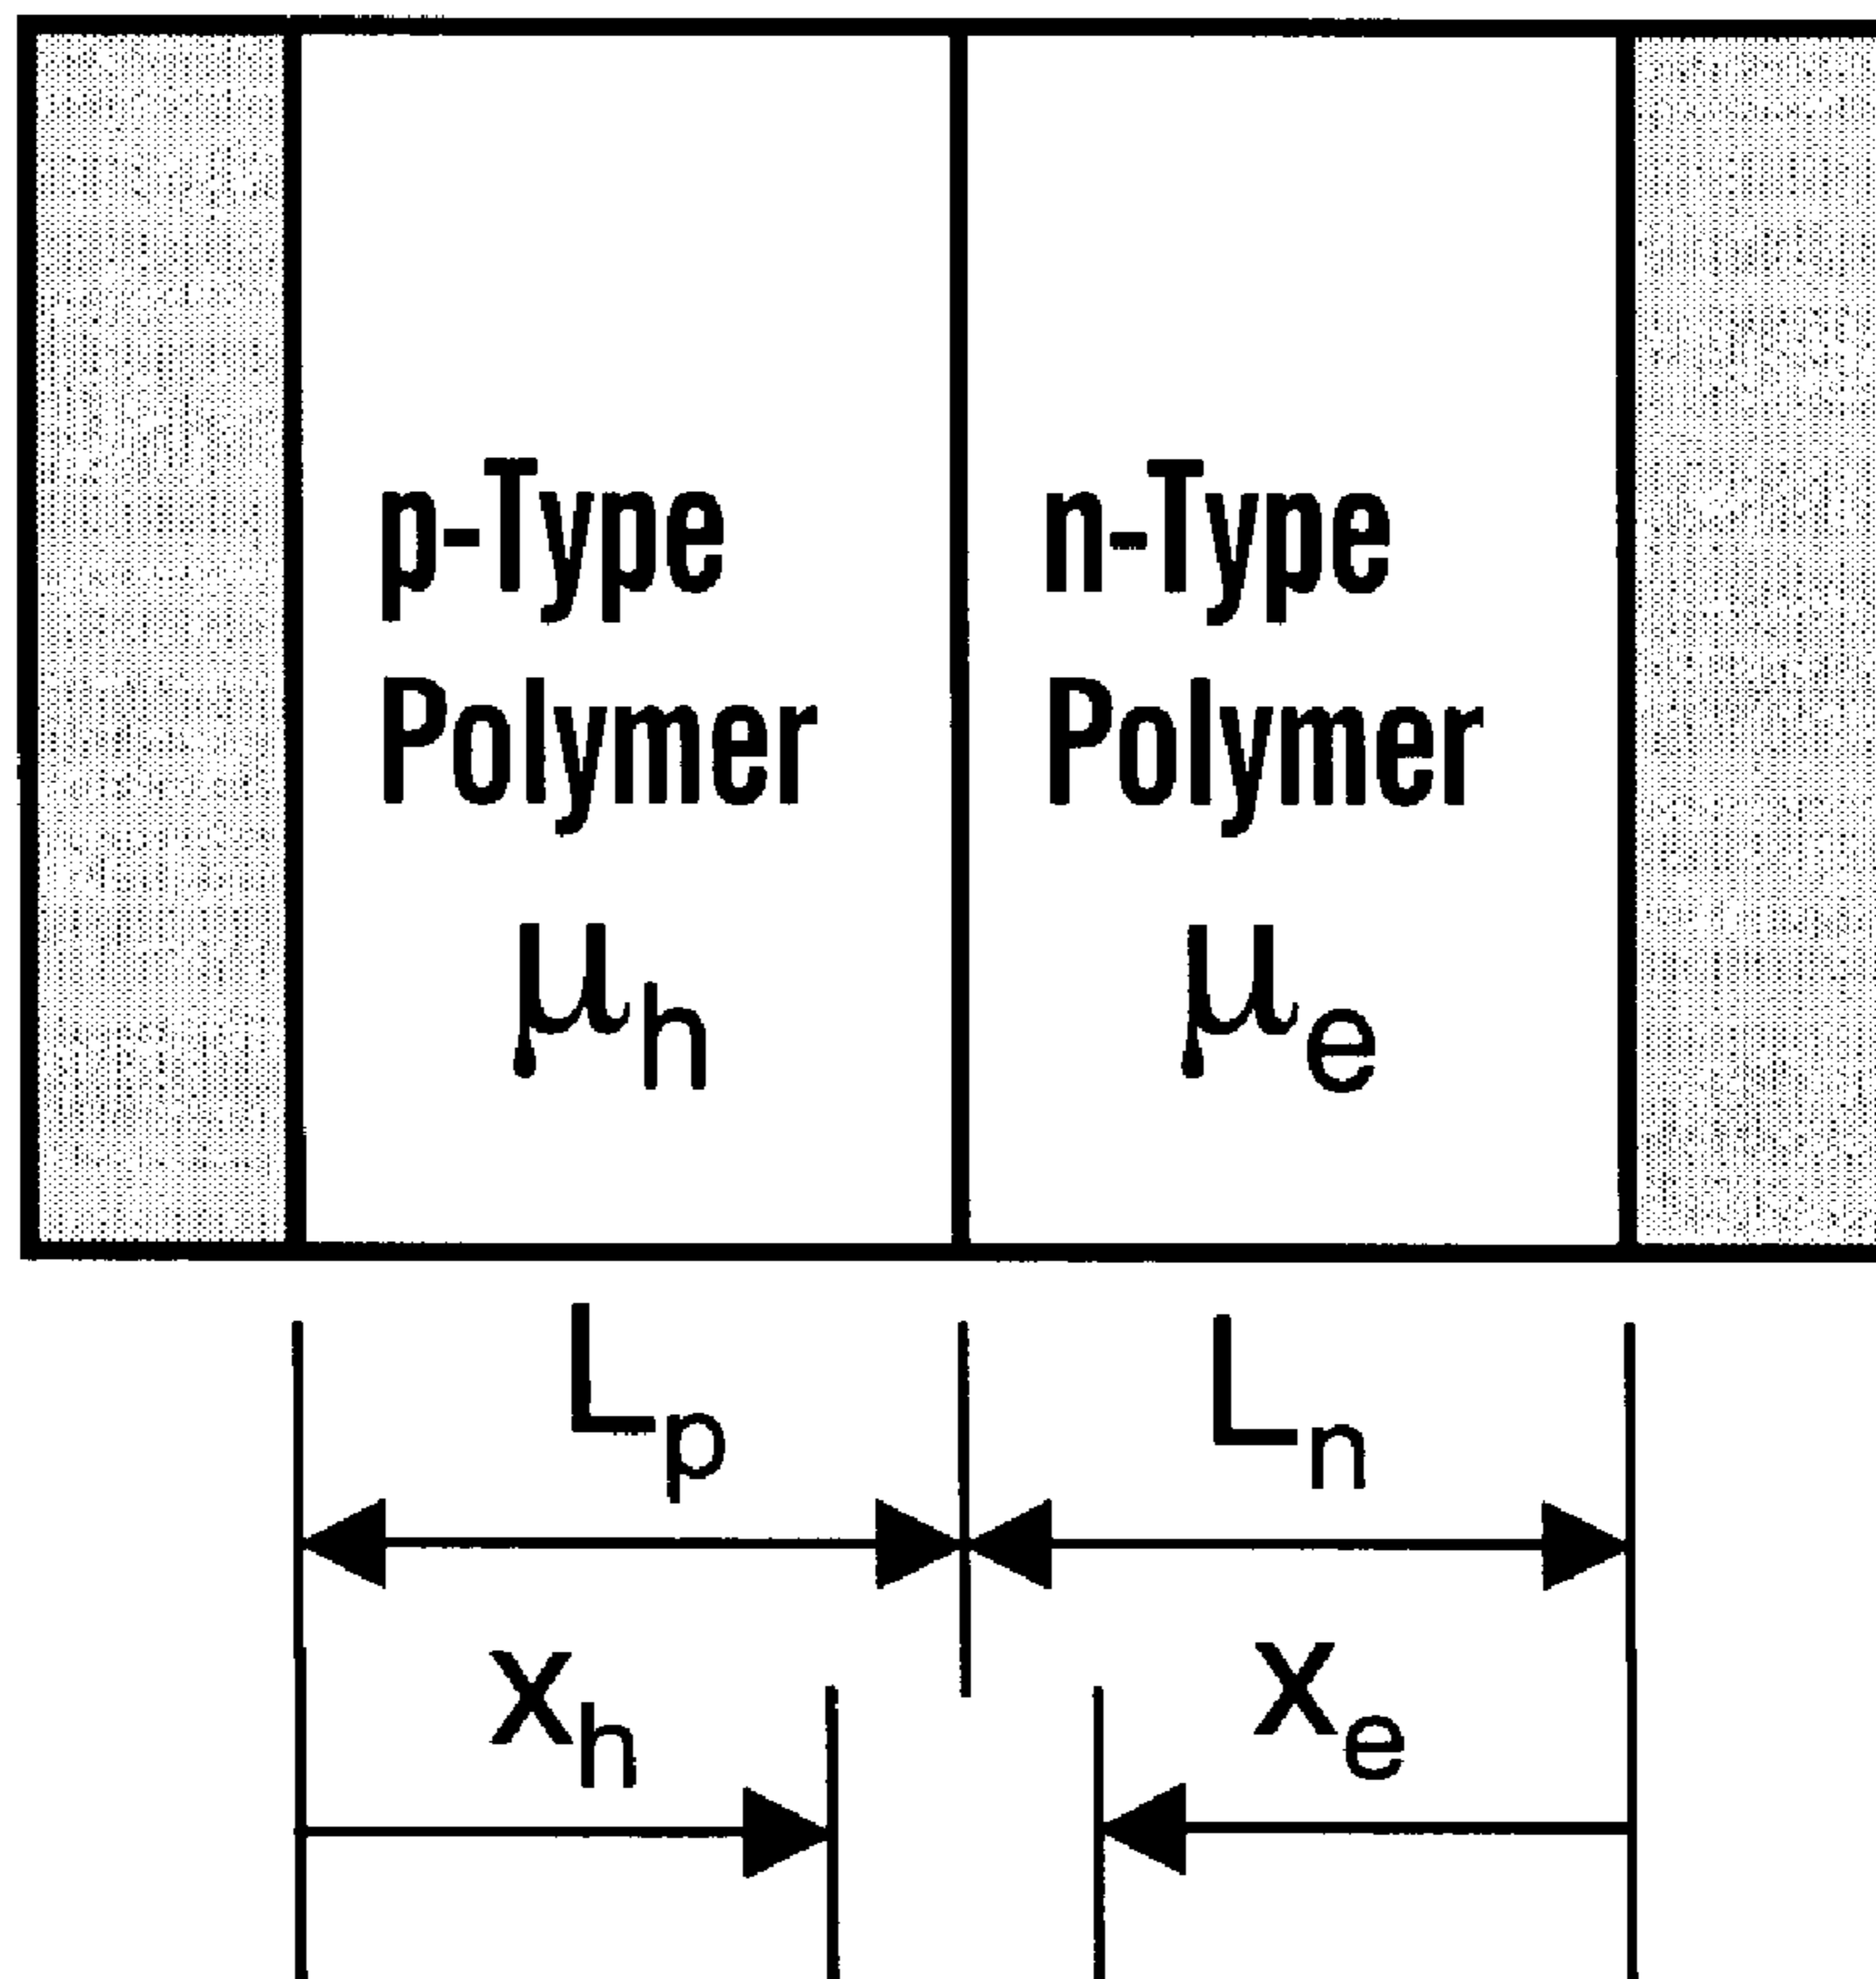 p-Type
Polymer
μh
n-Type
Polymer
μe
Lp
Ln
xh
xe